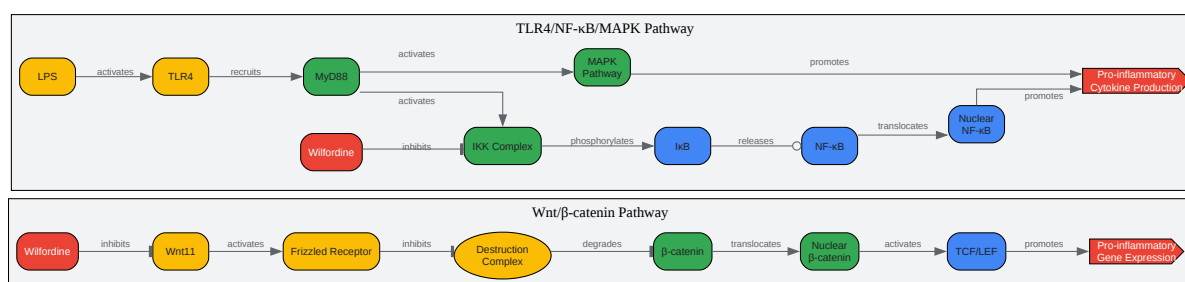 TLR4/NF-κB/MAPK Pathway
LPS
activates
TLR4
recruits
MyD88
activates
MAPK
Pathway
promotes
Pro-inflammatory
Cytokine Production
activates
promotes
Wilfordine
inhibits
IKK Complex
phosphorylates
IκB
releases
NF-κB
translocates
Nuclear
NF-κB
Wnt/β-catenin Pathway
Wilfordine
inhibits
Wnt11
activates
Frizzled Receptor
inhibits
Destruction
Complex
degrades
β-catenin
translocates
Nuclear
β-catenin
activates
TCF/LEF
promotes
Pro-inflammatory
Gene Expression